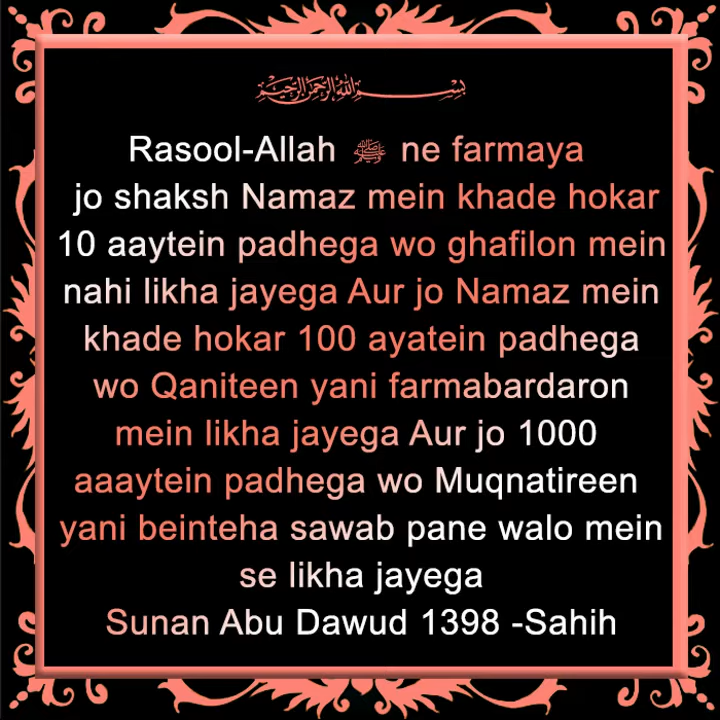 بسم الله الرحمن الرحيم
Rasool-Allah ﷺ ne farmaya
jo shaksh Namaz mein khade hokar
10 aaytein padhega wo ghafilon mein
nahi likha jayega Aur jo Namaz mein
khade hokar 100 ayatein padhega
wo Qaniteen yani farmabardaron
mein likha jayega Aur jo 1000
aaaytein padhega wo Muqnatireen
yani beinteha sawab pane walo mein
se likha jayega
Sunan Abu Dawud 1398 -Sahih